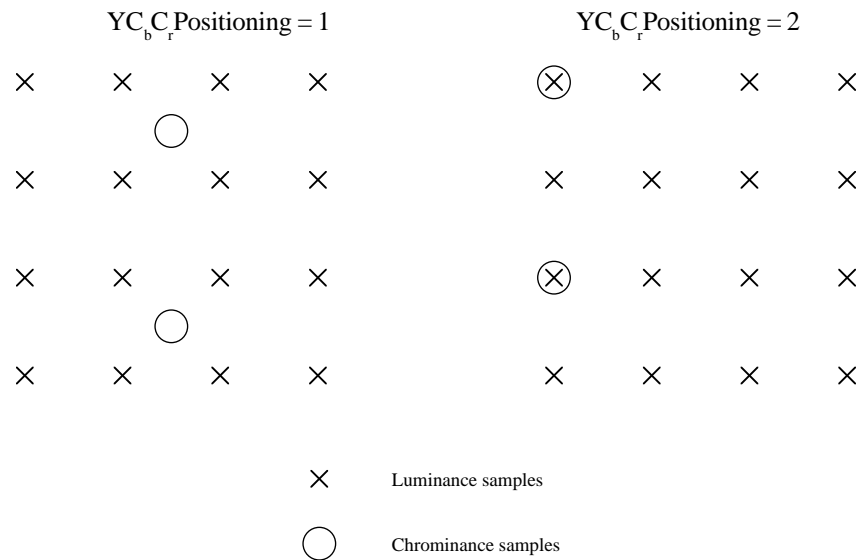 YCbCrPositioning = 1
YCbCrPositioning = 2
Luminance samples
Chrominance samples